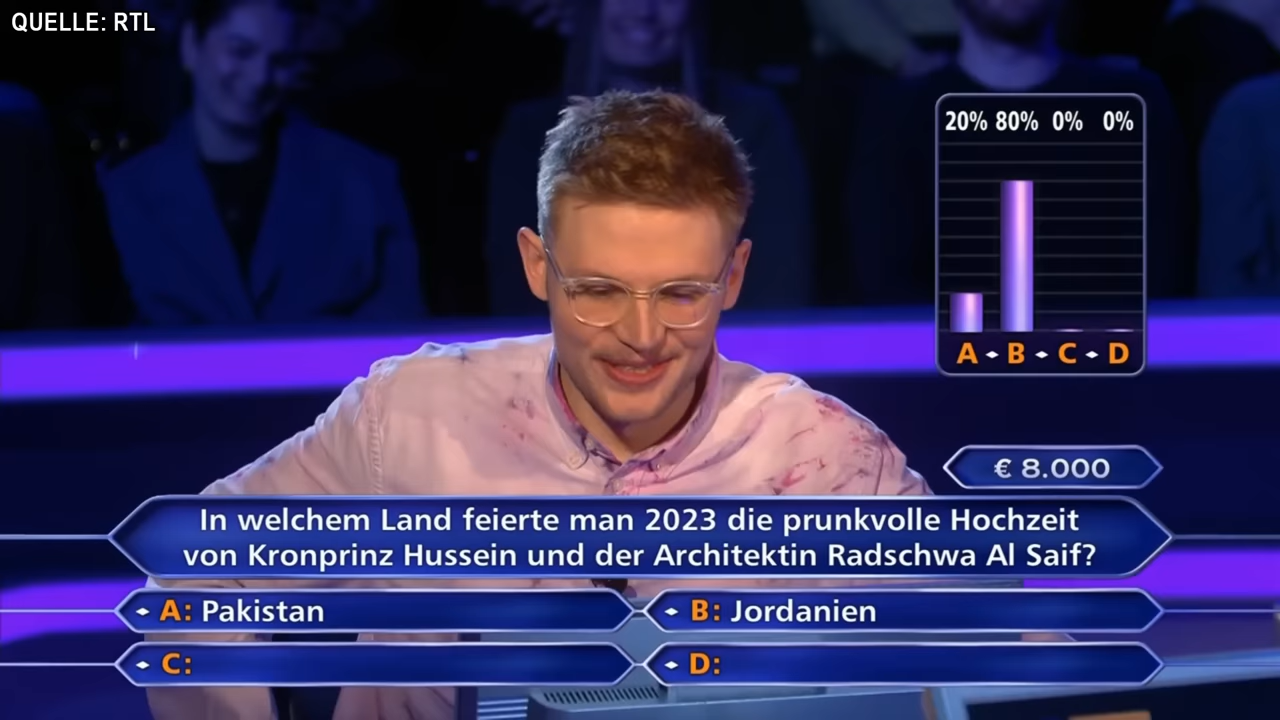 QUELLE: RTL
20% 80% 0% 0%
A B C D
€ 8.000
In welchem Land feierte man 2023 die prunkvolle Hochzeit
von Kronprinz Hussein und der Architektin Radschwa Al Saif?
A: Pakistan
B: Jordanien
C:
D: